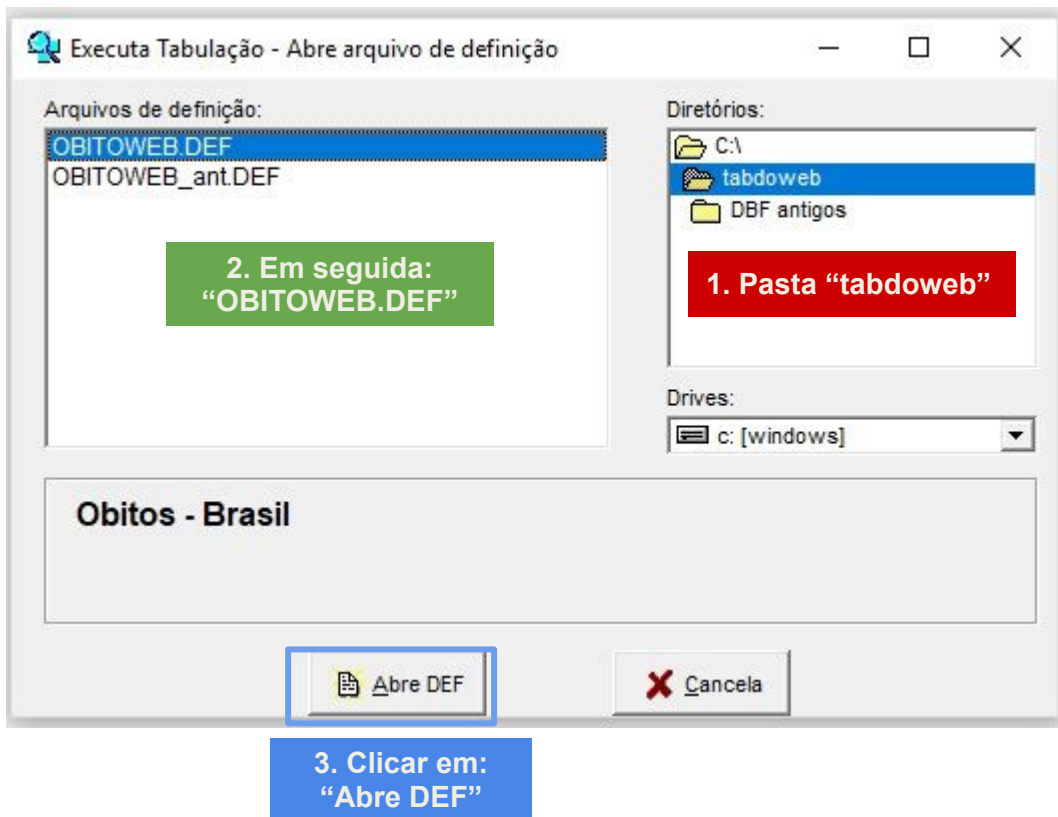 Executa Tabulação - Abre arquivo de definição
Arquivos de definição:
OBITOWEB.DEF
OBITOWEB_ant.DEF
2. Em seguida:
“OBITOWEB.DEF”
Diretórios:
C:\
tabdoweb
DBF antigos
1. Pasta “tabdoweb”
Drives:
c: [windows]
Obitos - Brasil
Abre DEF
Cancela
3. Clicar em:
“Abre DEF”